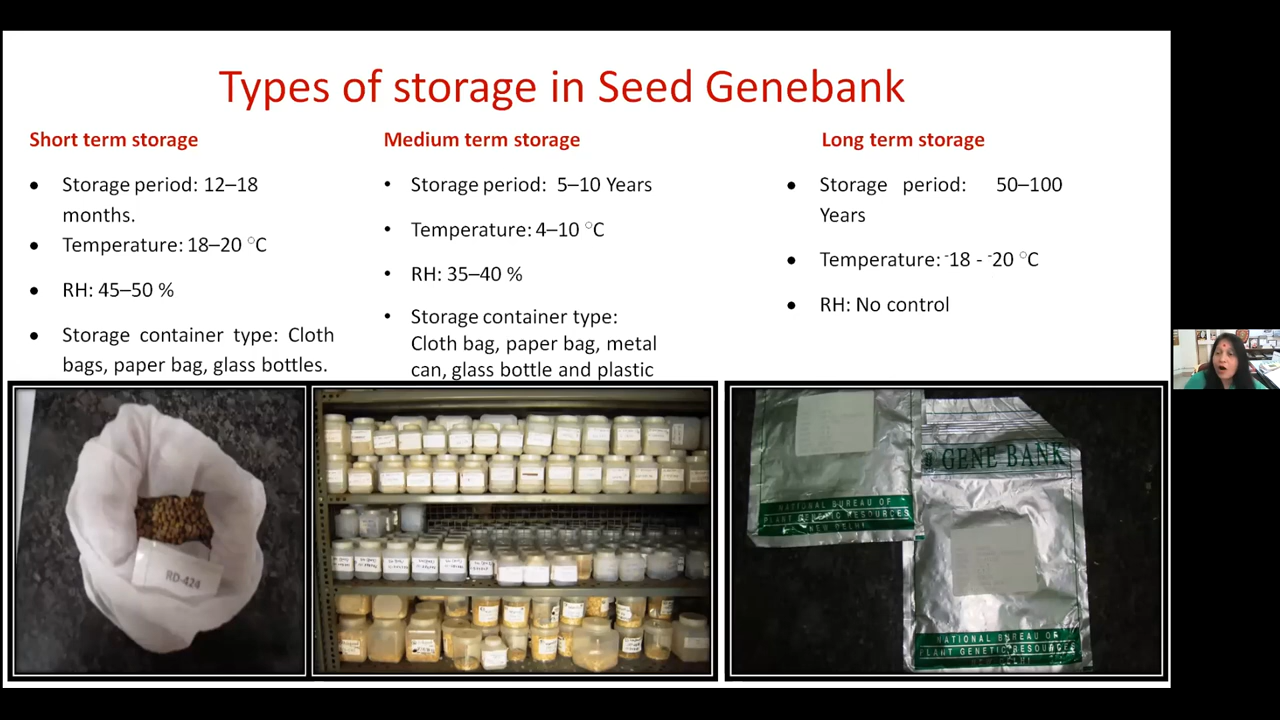 Types of storage in Seed Genebank
Short term storage
● Storage period: 12–18
months.
● Temperature: 18–20 °C
● RH: 45–50 %
● Storage container type: Cloth
bags, paper bag, glass bottles.
Medium term storage
• Storage period: 5–10 Years
• Temperature: 4–10 °C
• RH: 35–40 %
• Storage container type:
Cloth bag, paper bag, metal
can, glass bottle and plastic
Long term storage
● Storage period: 50–100
Years
● Temperature: ⁻18 - ⁻20 °C
● RH: No control
RD-424
NATIONAL BUREAU OF
PLANT GENETIC RESOURCES
NEW DELHI
GENE BANK
NATIONAL BUREAU OF
PLANT GENETIC RESOURCES
NEW DELHI